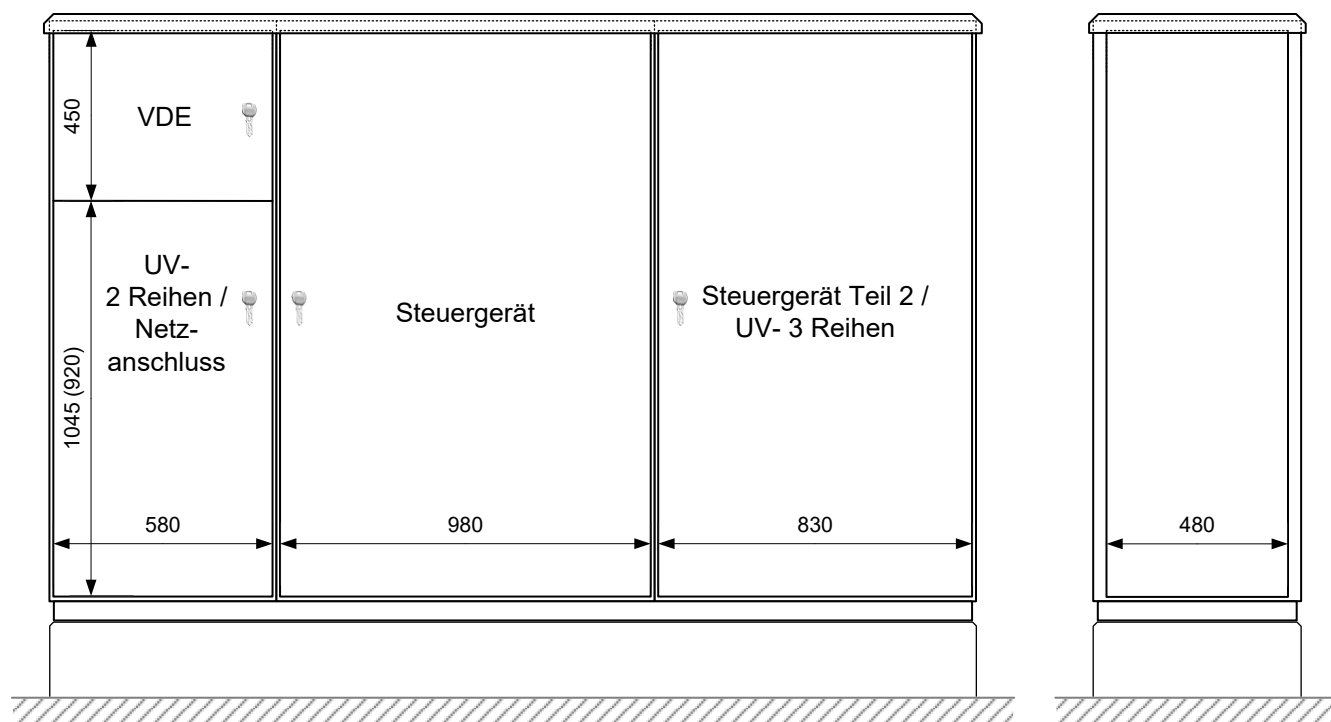 450
VDE
UV-
2 Reihen /
Netz-
anschluss
1045 (920)
Steuergerät
Steuergerät Teil 2 /
UV- 3 Reihen
580
980
830
480